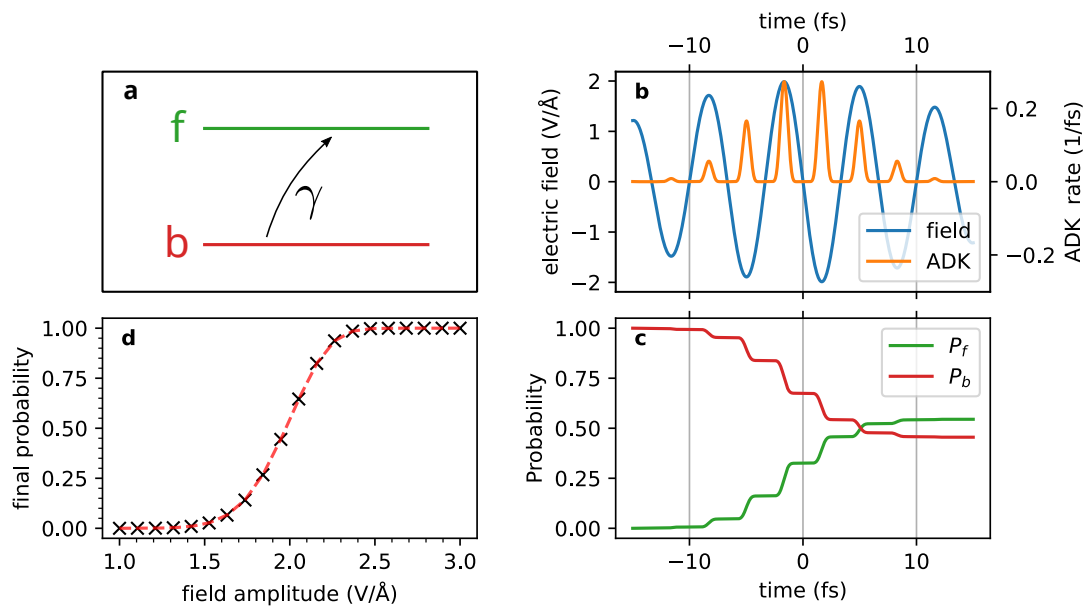 a
f
γ
b
time (fs)
−10 0 10
b
electric field (V/Å)
2
1
0
−1
−2
0.2
0.0
−0.2
ADK rate (1/fs)
field
ADK
d
final probability
1.00
0.75
0.50
0.25
0.00
1.0 1.5 2.0 2.5 3.0
field amplitude (V/Å)
c
Probability
1.00
0.75
0.50
0.25
0.00
P_f
P_b
−10 0 10
time (fs)